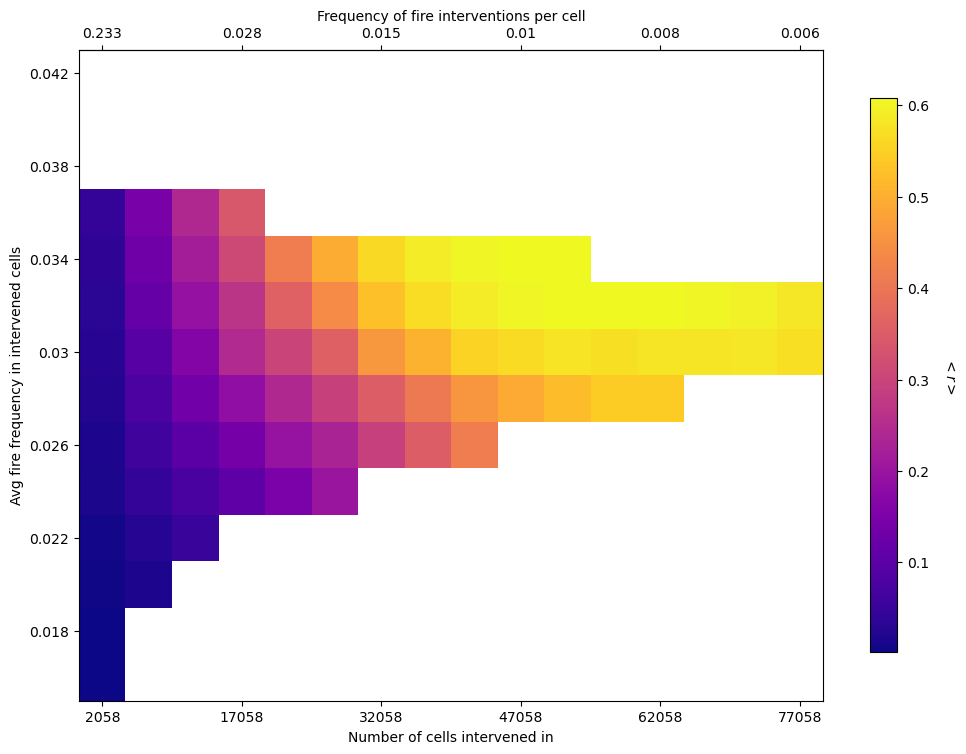 Frequency of fire interventions per cell
0.233 0.028 0.015 0.01 0.008 0.006
0.042
0.038
0.034
0.03
0.026
0.022
0.018
Avg fire frequency in intervened cells
2058 17058 32058 47058 62058 77058
Number of cells intervened in
0.6
0.5
0.4
0.3
0.2
0.1
< r >